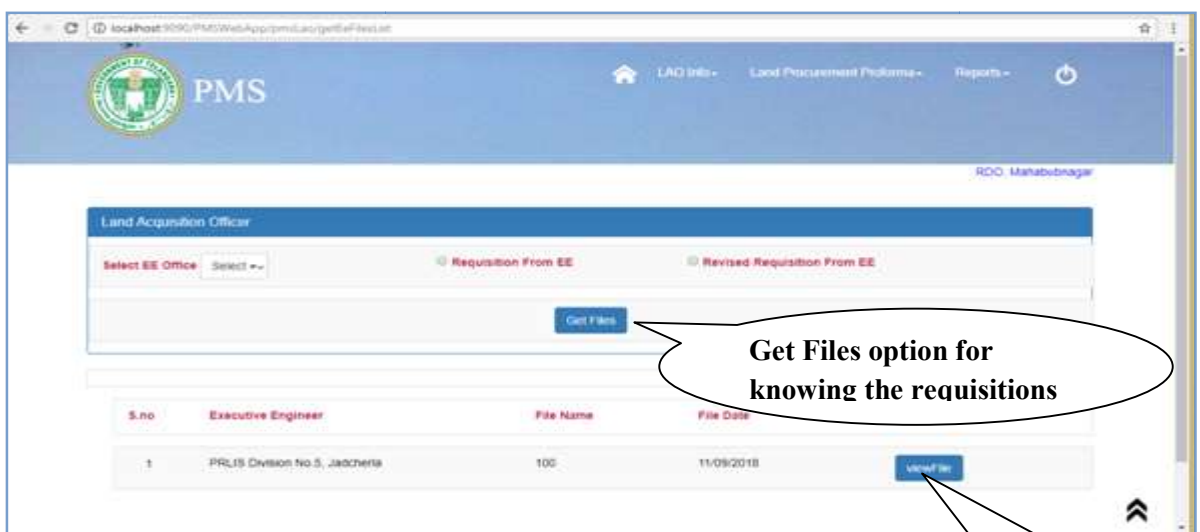 localhost:9090/PMSWebApp/pmsLao/getEeFilesList
PMS
LAO Info
Land Procurement Proforma
Reports
RDO, Mahabubnagar
Land Acquisition Officer
Select EE Office Select Requisition From EE Revised Requisition From EE
Get Files
Get Files option for
knowing the requisitions
S.no Executive Engineer File Name File Date
1 PRLIS Division No.5, Jadcherla 100 11/09/2018 viewFile